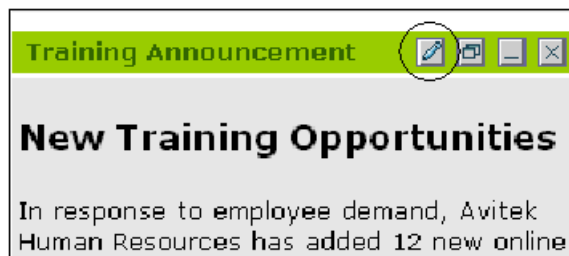 Training Announcement
New Training Opportunities
In response to employee demand, Avitek
Human Resources has added 12 new online